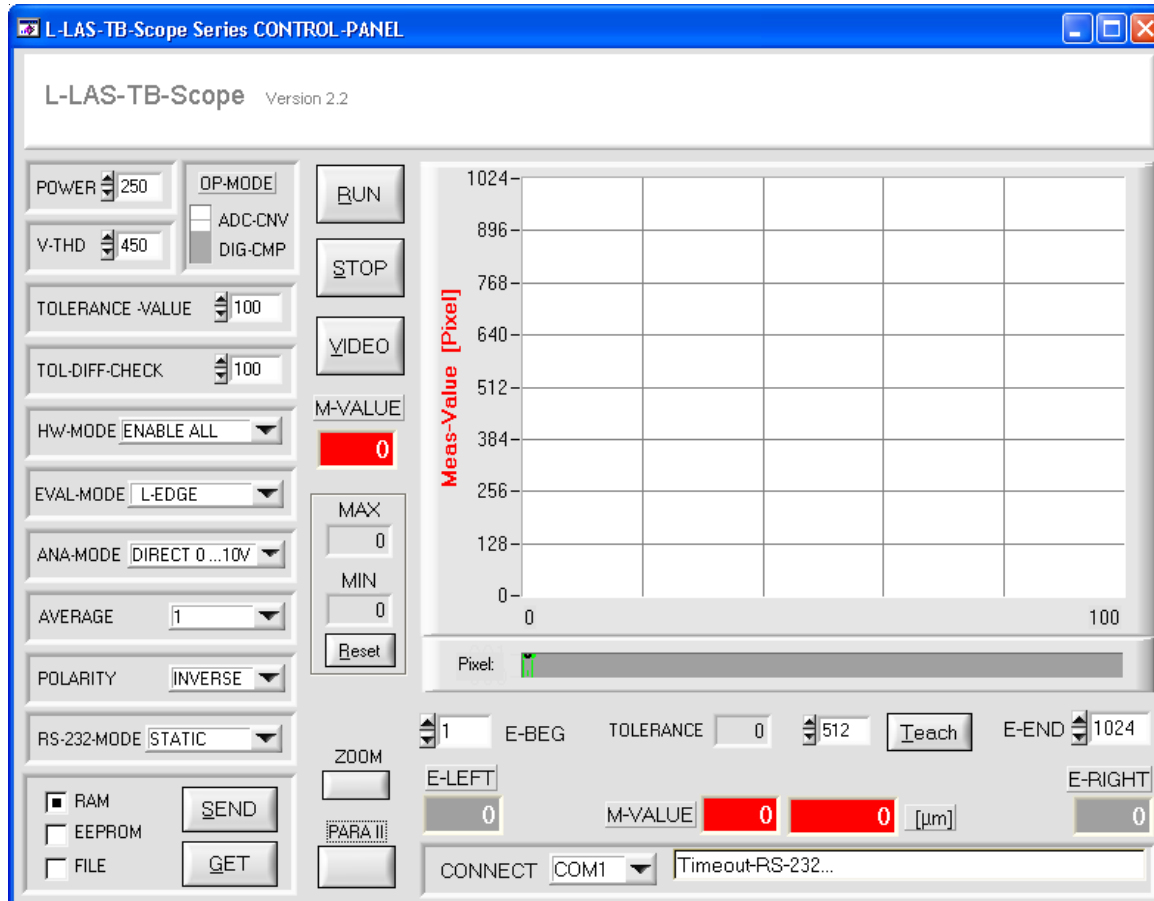 L-LAS-TB-Scope Series CONTROL-PANEL
L-LAS-TB-Scope Version 2.2
POWER 250
V-THD 450
OP-MODE
ADC-CNV
DIG-CMP
TOLERANCE -VALUE 100
TOL-DIFF-CHECK 100
HW-MODE ENABLE ALL
EVAL-MODE L-EDGE
ANA-MODE DIRECT 0 ...10V
AVERAGE 1
POLARITY INVERSE
RS-232-MODE STATIC
RAM
EEPROM
FILE
SEND
GET
RUN
STOP
VIDEO
M-VALUE
0
MAX
0
MIN
0
Reset
ZOOM
PARA II
Meas-Value [Pixel]
1024
896
768
640
512
384
256
128
0
0 100
Pixel:
1 E-BEG TOLERANCE 0 512 Teach E-END 1024
E-LEFT
0
M-VALUE 0 0 [µm]
E-RIGHT
0
CONNECT COM1 Timeout-RS-232...